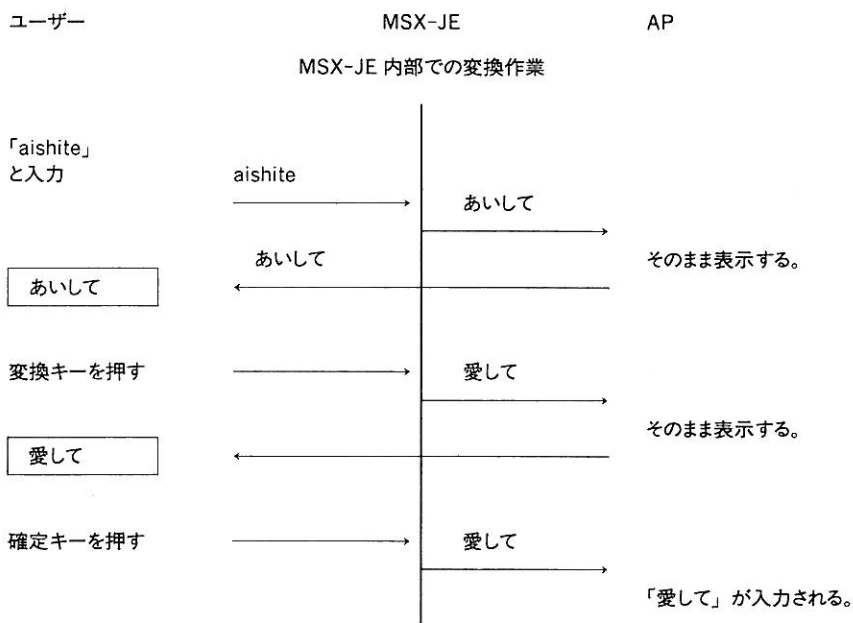 ユーザー MSX-JE AP
MSX-JE 内部での変換作業
「aishite」
と入力
aishite
あいして
あいして
そのまま表示する。
あいして
変換キーを押す
愛して
そのまま表示する。
愛して
確定キーを押す
愛して
「愛して」が入力される。